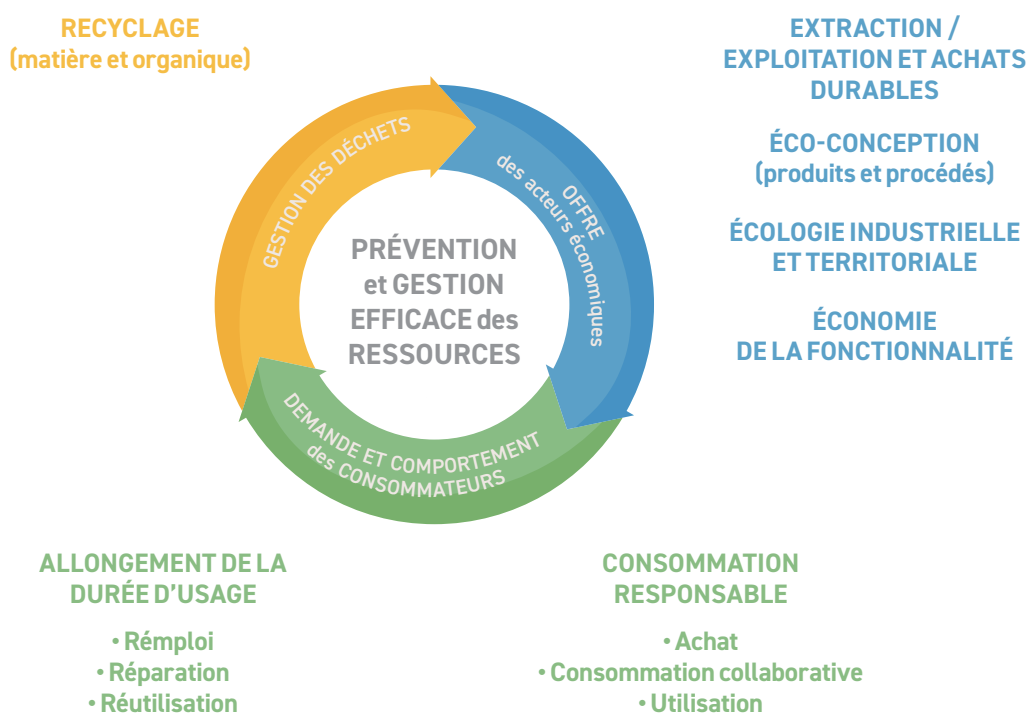 RECYCLAGE
(matière et organique)
EXTRACTION /
EXPLOITATION ET ACHATS
DURABLES
ÉCO-CONCEPTION
(produits et procédés)
ÉCOLOGIE INDUSTRIELLE
ET TERRITORIALE
ÉCONOMIE
DE LA FONCTIONNALITÉ
GESTION DES DÉCHETS
OFFRE
des acteurs économiques
PRÉVENTION
et GESTION
EFFICACE des
RESSOURCES
DEMANDE ET COMPORTEMENT
des CONSOMMATEURS
ALLONGEMENT DE LA
DURÉE D'USAGE
• Rémploi
• Réparation
• Réutilisation
CONSOMMATION
RESPONSABLE
• Achat
• Consommation collaborative
• Utilisation